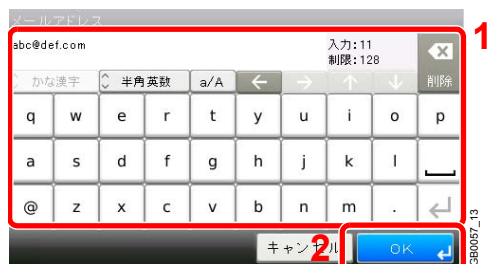 メールアドレス
1
abc@def.com
入力:11
制限:128
かな漢字 半角英数 a/A ← → ↑ ↓ 削除
q w e r t y u i o p
a s d f g h j k l
@ z x c v b n m .
キャンセル 2 OK
GB0057_13